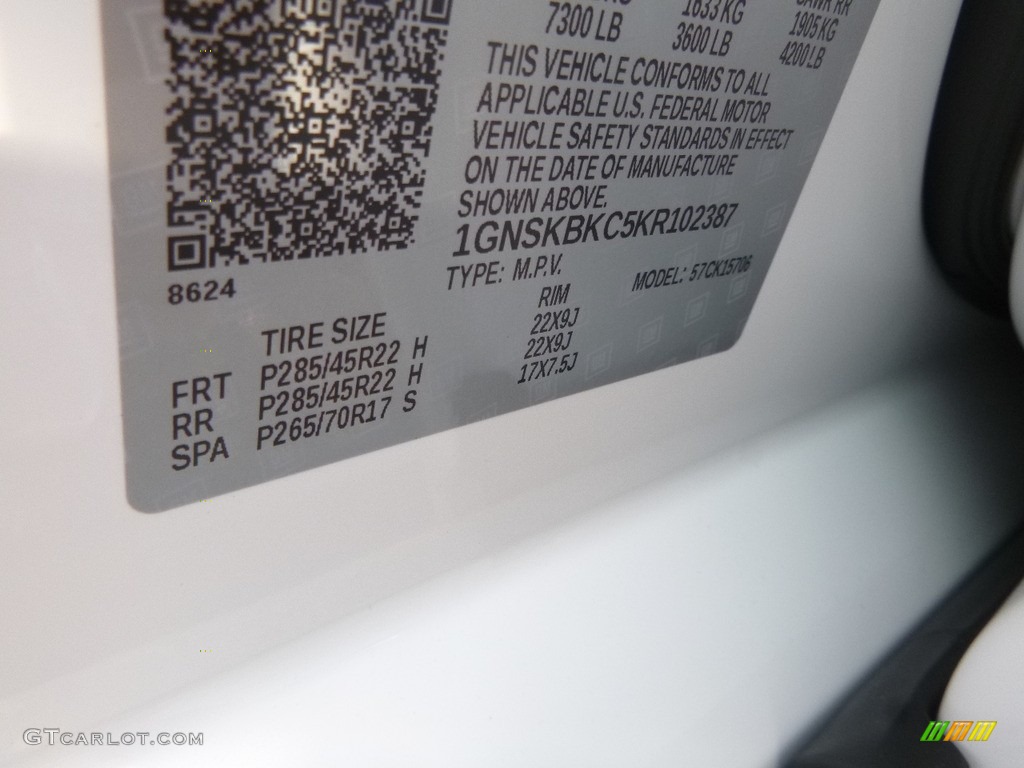 1633 KG
1905 KG
7300 LB
3600 LB
4200 LB
THIS VEHICLE CONFORMS TO ALL
APPLICABLE U.S. FEDERAL MOTOR
VEHICLE SAFETY STANDARDS IN EFFECT
ON THE DATE OF MANUFACTURE
SHOWN ABOVE.
1GNSKBKC5KR102387
TYPE: M.P.V.
MODEL: 57CK15706
8624
TIRE SIZE RIM
FRT P285/45R22 H 22X9J
RR P285/45R22 H 22X9J
SPA P265/70R17 S 17X7.5J
GTCARLOT.COM